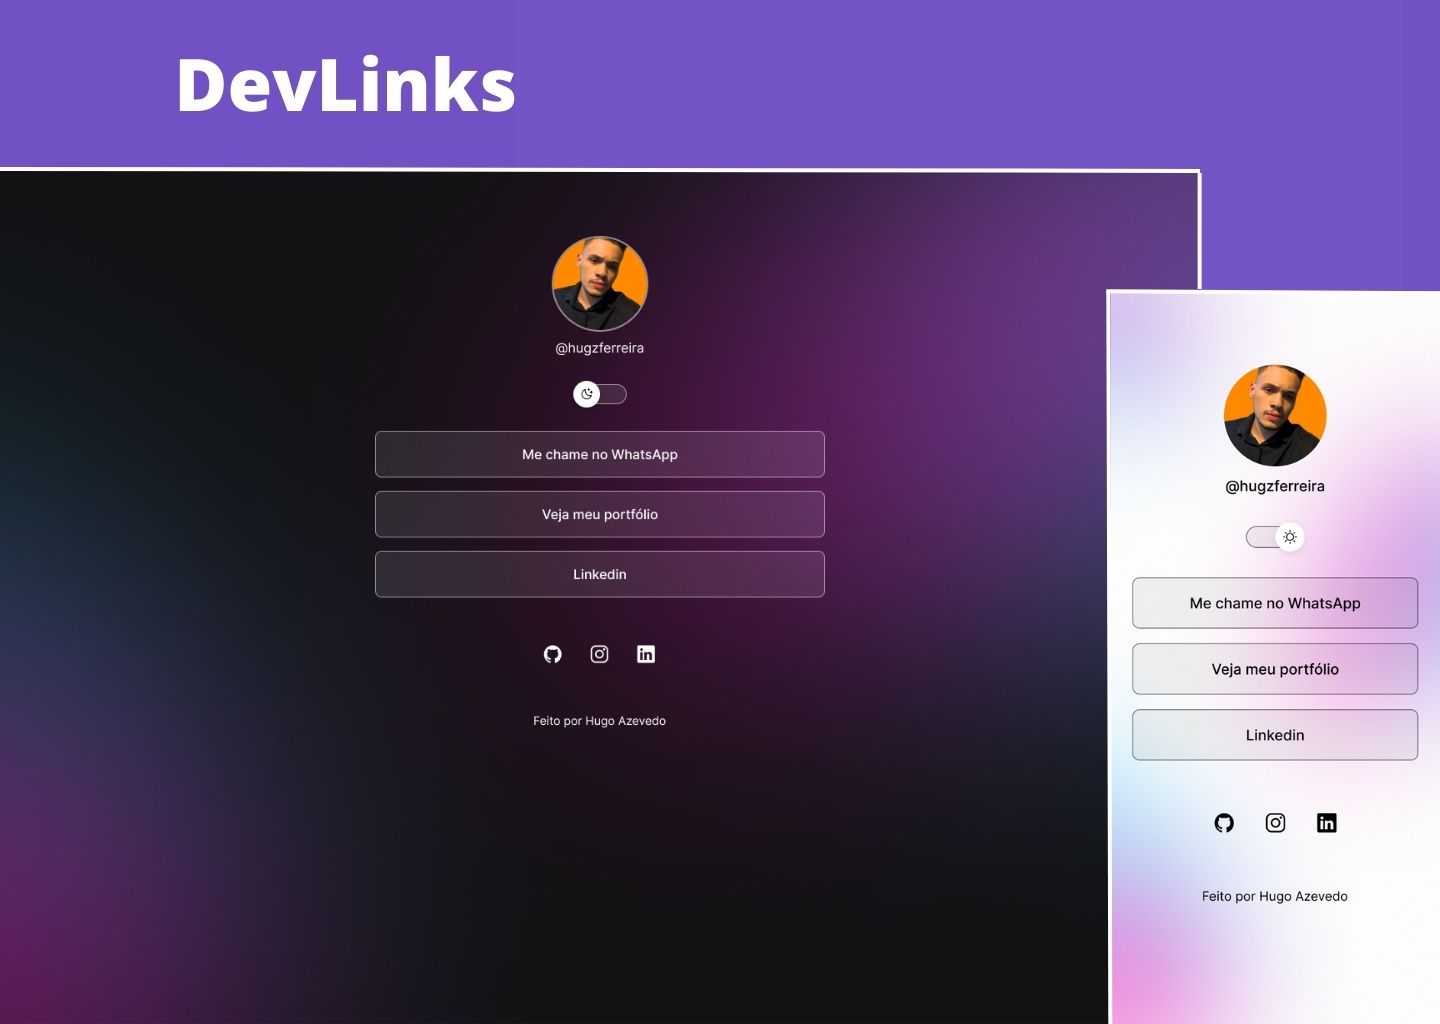 DevLinks
@hugzferreira
Me chame no WhatsApp
Veja meu portfólio
Linkedin
Feito por Hugo Azevedo
@hugzferreira
Me chame no WhatsApp
Veja meu portfólio
Linkedin
Feito por Hugo Azevedo